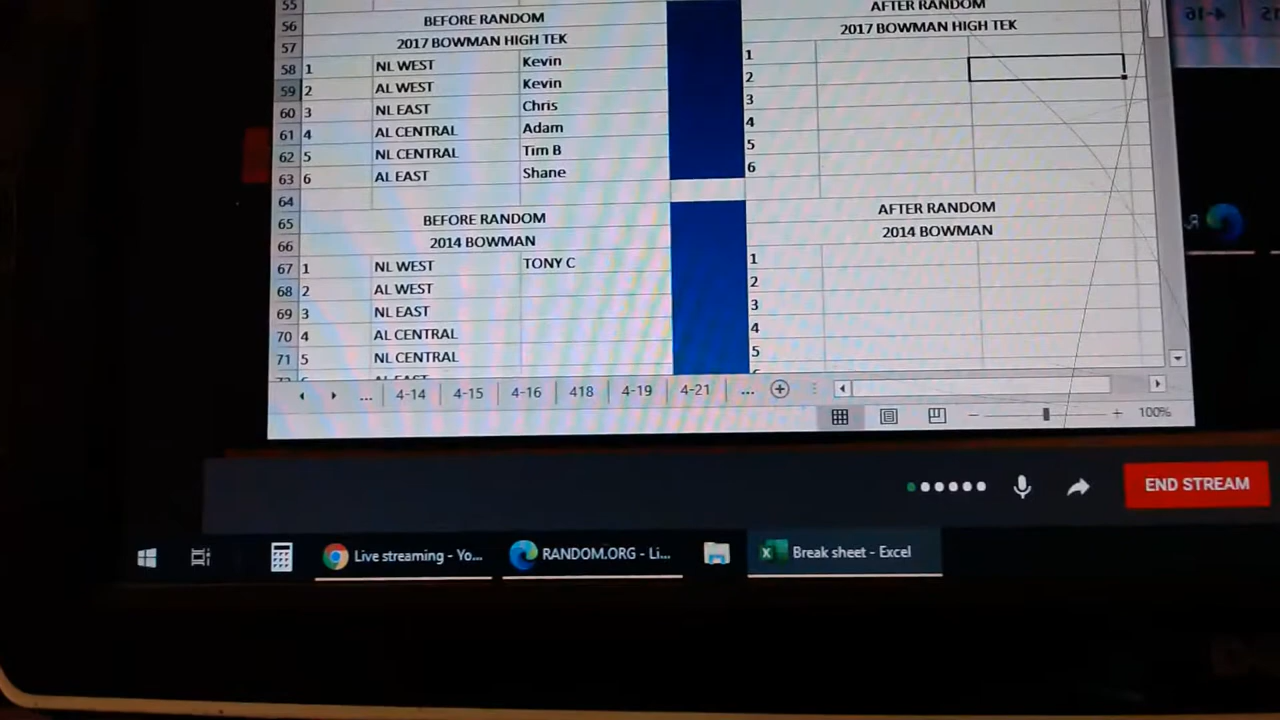 55 AFTER RANDOM
56 BEFORE RANDOM 2017 BOWMAN HIGH TEK
57 2017 BOWMAN HIGH TEK
58 1 NL WEST Kevin 1
59 2 AL WEST Kevin 2
60 3 NL EAST Chris 3
61 4 AL CENTRAL Adam 4
62 5 NL CENTRAL Tim B 5
63 6 AL EAST Shane 6
64
65 BEFORE RANDOM AFTER RANDOM
66 2014 BOWMAN 2014 BOWMAN
67 1 NL WEST TONY C 1
68 2 AL WEST 2
69 3 NL EAST 3
70 4 AL CENTRAL 4
71 5 NL CENTRAL 5
AL EAST
... 4-14 4-15 4-16 418 4-19 4-21 ...
100%
END STREAM
Live streaming - Yo... RANDOM.ORG - Li... Break sheet - Excel